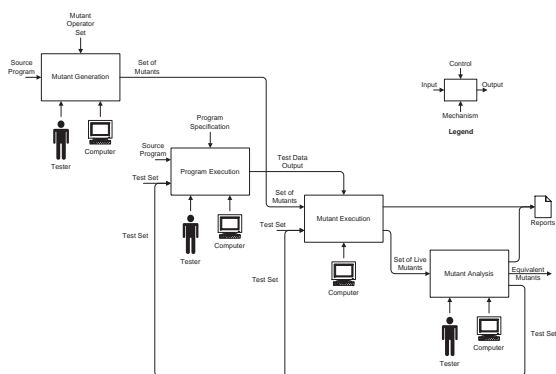 Mutant
Operator
Set
Source
Program
Mutant Generation
Set of
Mutants
Tester
Computer
Control
Input
Output
Mechanism
Legend
Program
Specification
Source
Program
Test Set
Program Execution
Test Data
Output
Tester
Computer
Test Set
Set of
Mutants
Test Set
Mutant Execution
Reports
Computer
Test Set
Set of Live
Mutants
Mutant Analysis
Equivalent
Mutants
Tester
Computer
Test Set